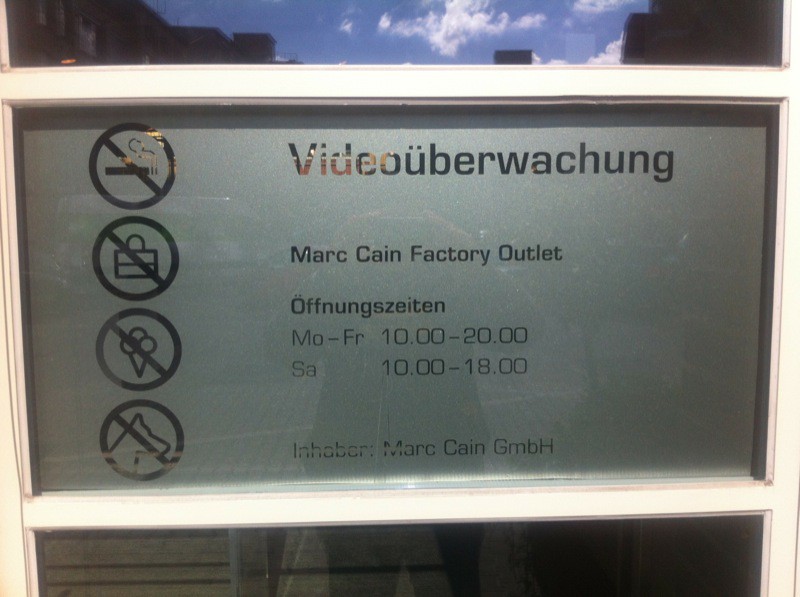 Videoüberwachung
Marc Cain Factory Outlet
Öffnungszeiten
Mo – Fr 10.00 – 20.00
Sa 10.00 – 18.00
Inhaber: Marc Cain GmbH